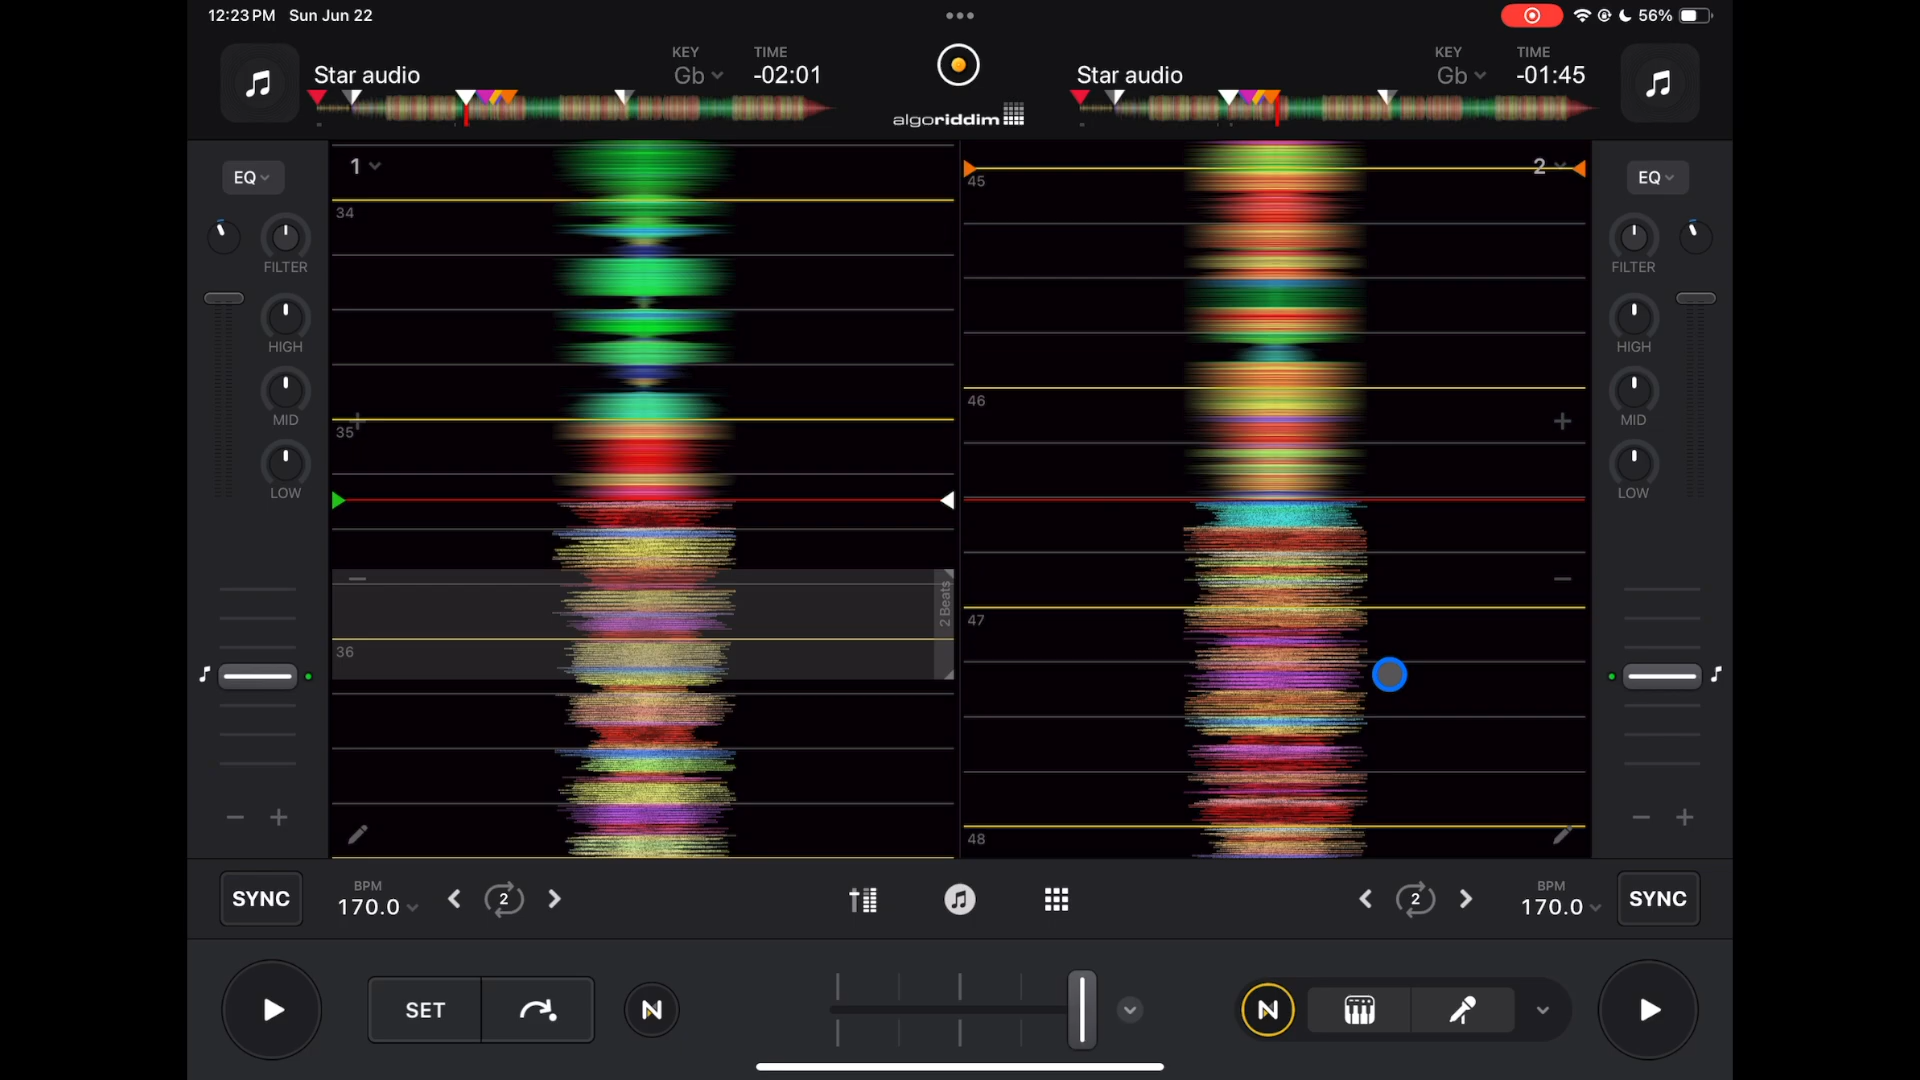 12:23 PM Sun Jun 22
56%
Star audio
KEY
Gb
TIME
-02:01
algoriddim
Star audio
KEY
Gb
TIME
-01:45
EQ
FILTER
HIGH
MID
LOW
1
34
35
36
2 Beats
2
45
46
47
48
EQ
FILTER
HIGH
MID
LOW
SYNC
BPM
170.0
2
2
BPM
170.0
SYNC
SET
N
N